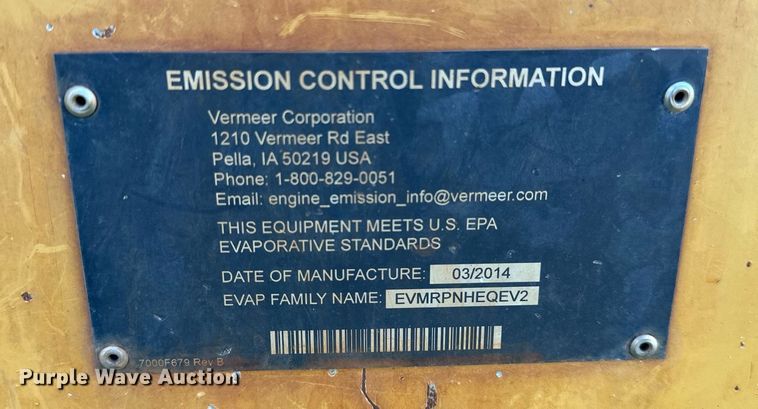 EMISSION CONTROL INFORMATION
Vermeer Corporation
1210 Vermeer Rd East
Pella, IA 50219 USA
Phone: 1-800-829-0051
Email: engine_emission_info@vermeer.com
THIS EQUIPMENT MEETS U.S. EPA
EVAPORATIVE STANDARDS
DATE OF MANUFACTURE: 03/2014
EVAP FAMILY NAME: EVMRPNHEQEV2
7000F679 Rev B
Purple Wave Auction